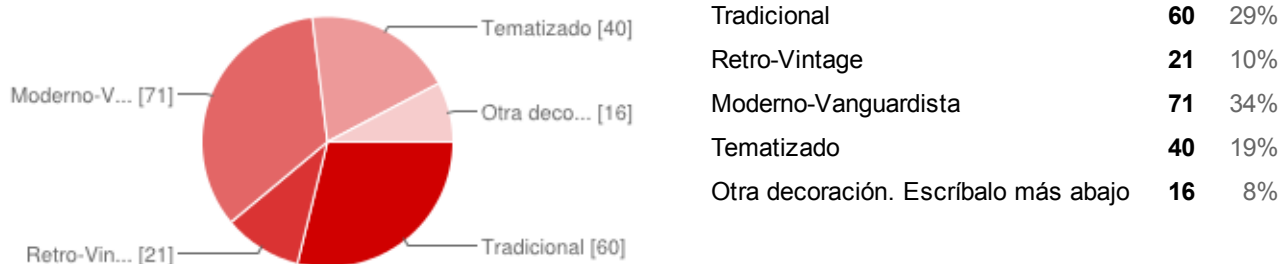 Tematizado [40]
Moderno-V... [71]
Otra deco... [16]
Retro-Vin... [21]
Tradicional [60]
Tradicional 60 29%
Retro-Vintage 21 10%
Moderno-Vanguardista 71 34%
Tematizado 40 19%
Otra decoración. Escríbalo más abajo 16 8%